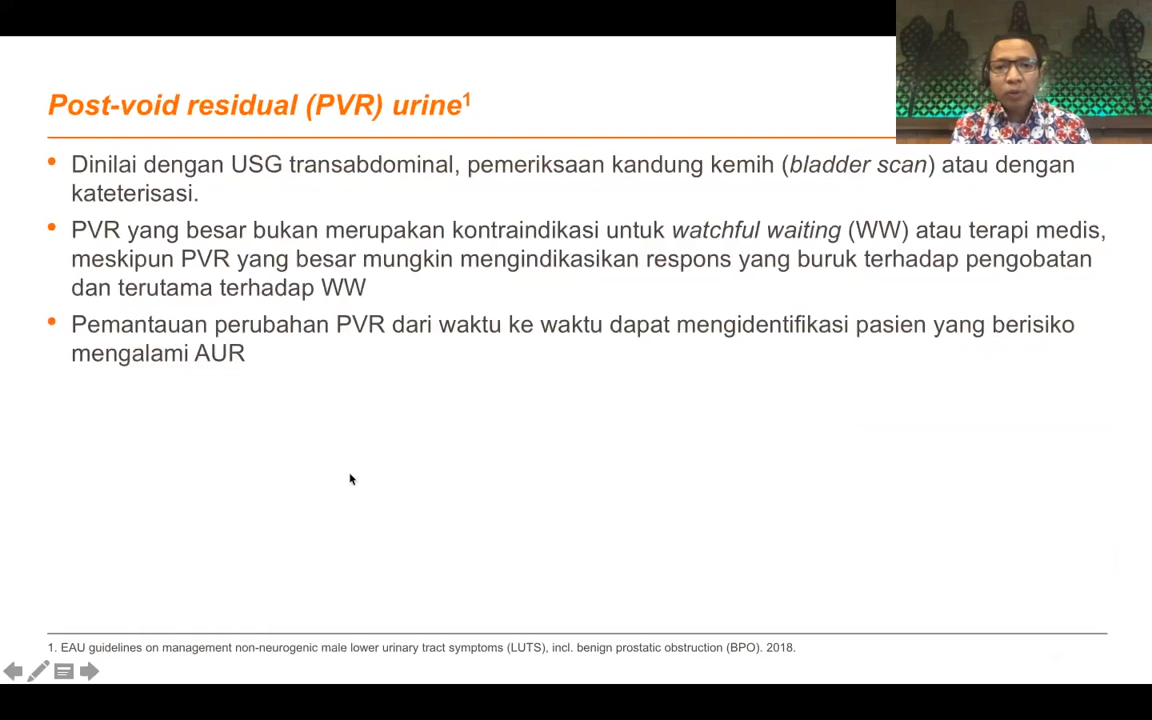 Post-void residual (PVR) urine1
• Dinilai dengan USG transabdominal, pemeriksaan kandung kemih (bladder scan) atau dengan
kateterisasi.
• PVR yang besar bukan merupakan kontraindikasi untuk watchful waiting (WW) atau terapi medis,
meskipun PVR yang besar mungkin mengindikasikan respons yang buruk terhadap pengobatan
dan terutama terhadap WW
• Pemantauan perubahan PVR dari waktu ke waktu dapat mengidentifikasi pasien yang berisiko
mengalami AUR
1. EAU guidelines on management non-neurogenic male lower urinary tract symptoms (LUTS), incl. benign prostatic obstruction (BPO). 2018.